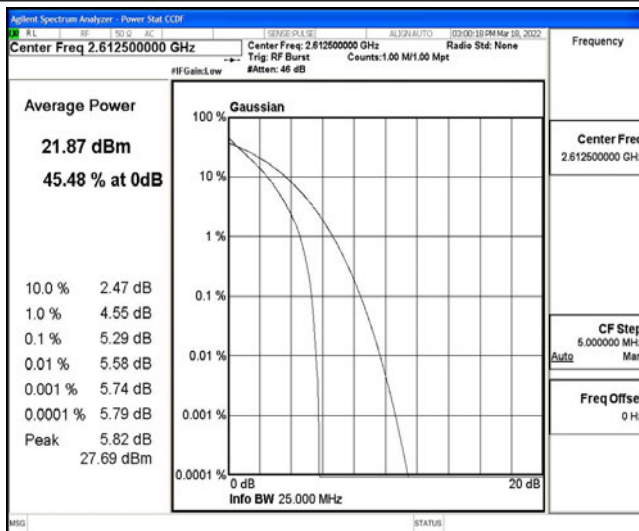 Agilent Spectrum Analyzer - Power Stat CCDF
RL RF 50 Ω AC SENSE:PULSE ALIGN AUTO 03:00:18 PM Mar 18, 2022
Center Freq 2.612500000 GHz
Center Freq: 2.612500000 GHz Radio Std: None
Trig: RF Burst Counts:1.00 M/1.00 Mpt
#IFGain:Low #Atten: 46 dB
Frequency
Average Power
21.87 dBm
45.48 % at 0dB
10.0 % 2.47 dB
1.0 % 4.55 dB
0.1 % 5.29 dB
0.01 % 5.58 dB
0.001 % 5.74 dB
0.0001 % 5.79 dB
Peak 5.82 dB
27.69 dBm
Gaussian
100 %
10 %
1 %
0.1 %
0.01 %
0.001 %
0.0001 %
0 dB 20 dB
Info BW 25.000 MHz
Center Freq
2.612500000 GHz
CF Step
5.000000 MHz
Auto Man
Freq Offse
0 Hz
MSG STATUS